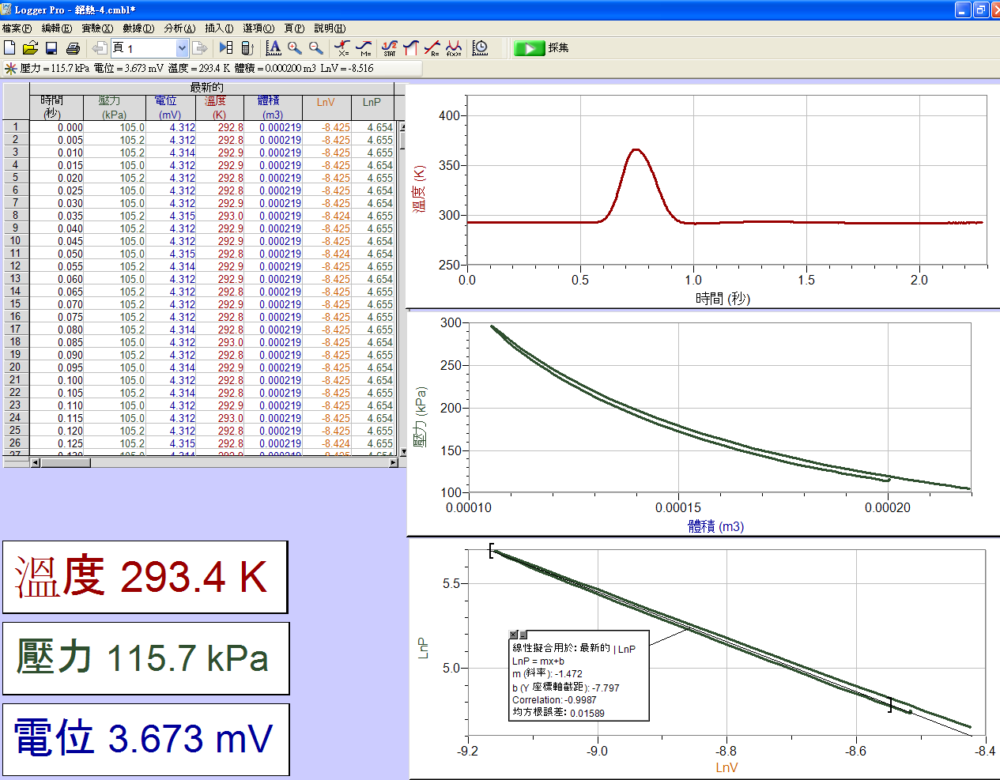 Logger Pro - 絕熱-4.cmbl*
檔案(F) 編輯(E) 實驗(X) 數據(D) 分析(A) 插入(I) 選項(O) 頁(P) 說明(H)
頁 1
採集
壓力 = 115.7 kPa 電位 = 3.673 mV 溫度 = 293.4 K 體積 = 0.000200 m3 LnV = -8.516
最新的
時間 (秒) 壓力 (kPa) 電位 (mV) 溫度 (K) 體積 (m3) LnV LnP
1 0.000 105.0 4.312 292.8 0.000219 -8.425 4.654
2 0.005 105.2 4.312 292.8 0.000219 -8.425 4.655
3 0.010 105.2 4.314 292.9 0.000219 -8.425 4.655
4 0.015 105.0 4.312 292.9 0.000219 -8.425 4.654
5 0.020 105.2 4.312 292.8 0.000219 -8.425 4.655
6 0.025 105.0 4.312 292.8 0.000219 -8.425 4.654
7 0.030 105.0 4.312 292.9 0.000219 -8.425 4.654
8 0.035 105.2 4.315 293.0 0.000219 -8.424 4.655
9 0.040 105.2 4.312 292.9 0.000219 -8.425 4.655
10 0.045 105.0 4.312 292.9 0.000219 -8.425 4.654
11 0.050 105.0 4.315 292.8 0.000219 -8.424 4.654
12 0.055 105.2 4.314 292.9 0.000219 -8.425 4.655
13 0.060 105.0 4.312 292.9 0.000219 -8.425 4.654
14 0.065 105.2 4.312 292.8 0.000219 -8.425 4.655
15 0.070 105.2 4.312 292.9 0.000219 -8.425 4.655
16 0.075 105.2 4.312 292.8 0.000219 -8.425 4.655
17 0.080 105.0 4.314 292.8 0.000219 -8.425 4.654
18 0.085 105.0 4.312 293.0 0.000219 -8.425 4.654
19 0.090 105.2 4.312 292.8 0.000219 -8.425 4.655
20 0.095 105.0 4.314 292.9 0.000219 -8.425 4.654
21 0.100 105.0 4.312 292.8 0.000219 -8.425 4.654
22 0.105 105.2 4.314 292.8 0.000219 -8.425 4.655
23 0.110 105.0 4.312 292.9 0.000219 -8.425 4.654
24 0.115 105.0 4.312 293.0 0.000219 -8.425 4.654
25 0.120 105.2 4.312 292.8 0.000219 -8.425 4.655
26 0.125 105.2 4.315 292.8 0.000219 -8.424 4.655
溫度 293.4 K
壓力 115.7 kPa
電位 3.673 mV
溫度 (K)
400
350
300
250
0.0 0.5 1.0 1.5 2.0
時間 (秒)
壓力 (kPa)
300
250
200
150
100
0.00010 0.00015 0.00020
體積 (m3)
LnP
5.5
5.0
線性擬合用於: 最新的 | LnP
LnP = mx+b
m (斜率): -1.472
b (Y 座標軸截距): -7.797
Correlation: -0.9987
均方根誤差: 0.01589
-9.2 -9.0 -8.8 -8.6 -8.4
LnV